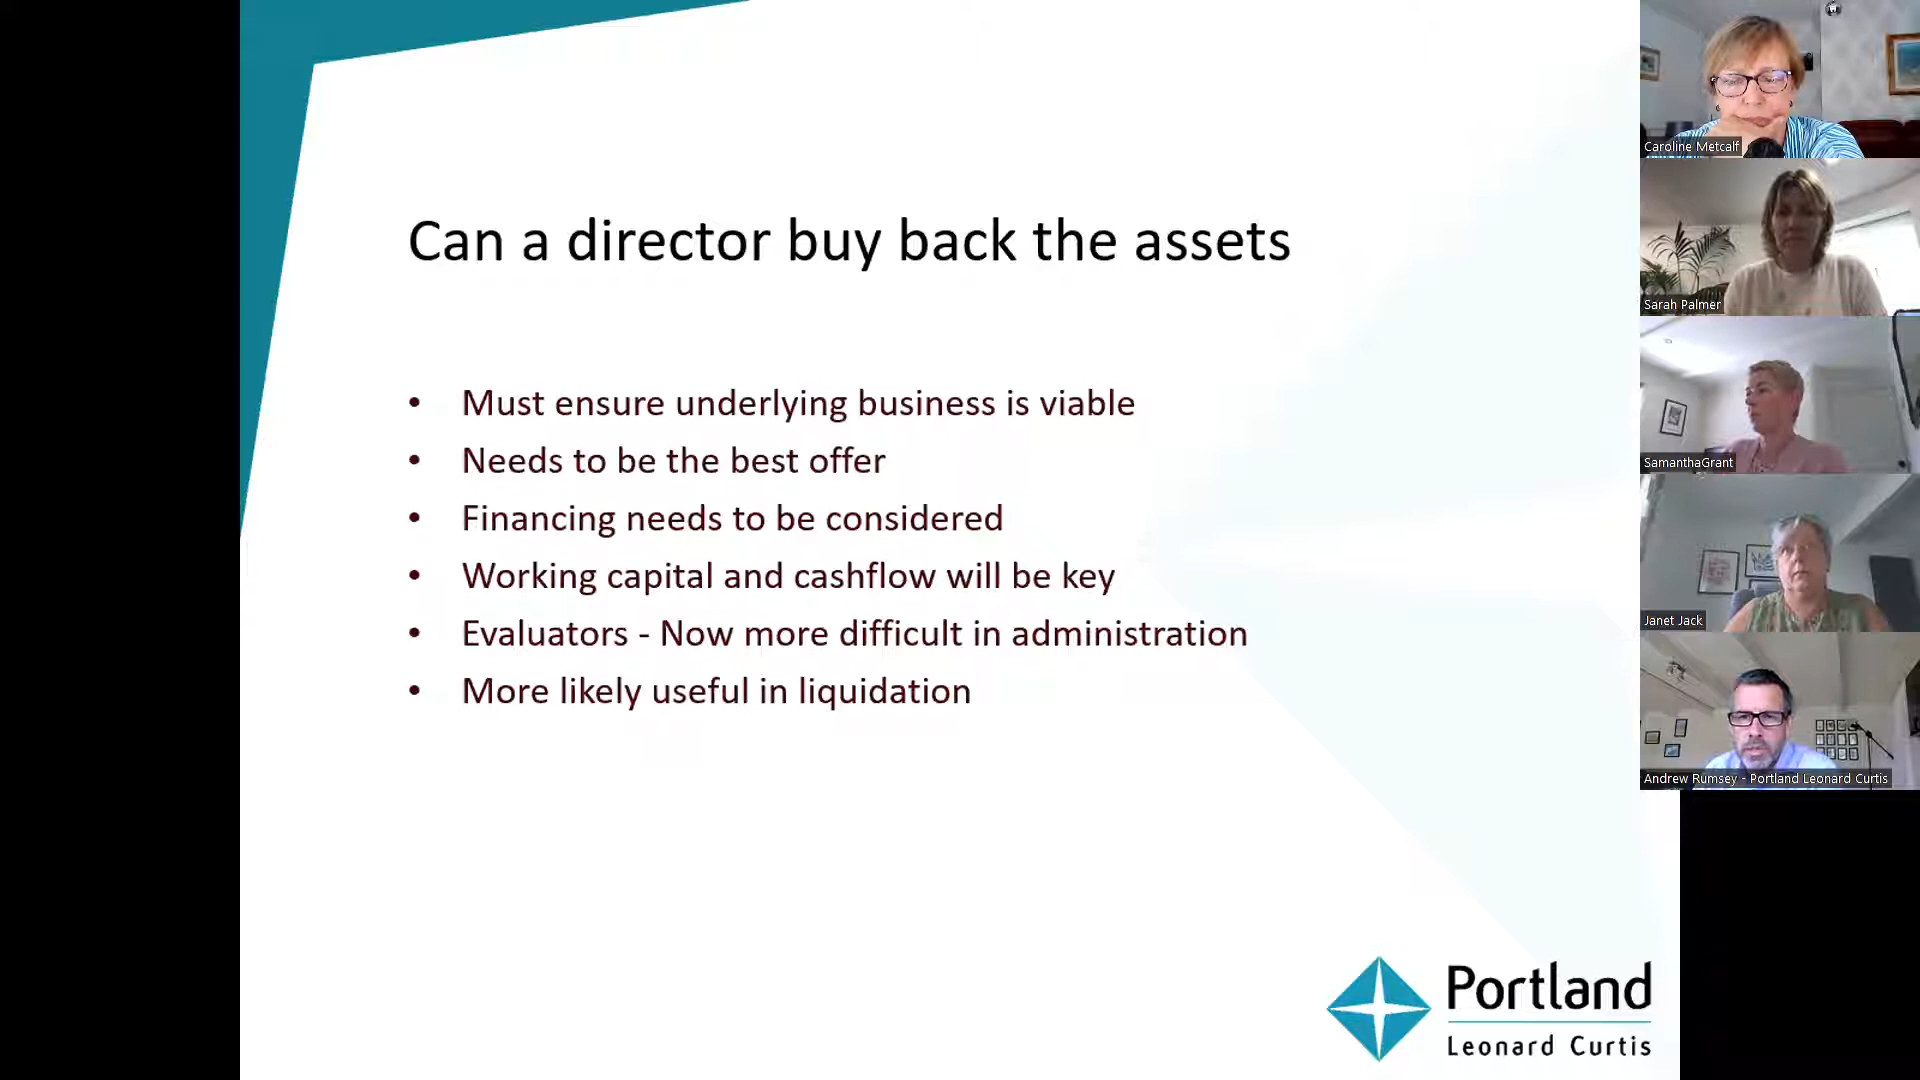 Can a director buy back the assets
• Must ensure underlying business is viable
• Needs to be the best offer
• Financing needs to be considered
• Working capital and cashflow will be key
• Evaluators - Now more difficult in administration
• More likely useful in liquidation
Portland
Leonard Curtis
Caroline Metcalf
Sarah Palmer
SamanthaGrant
Janet Jack
Andrew Rumsey - Portland Leonard Curtis